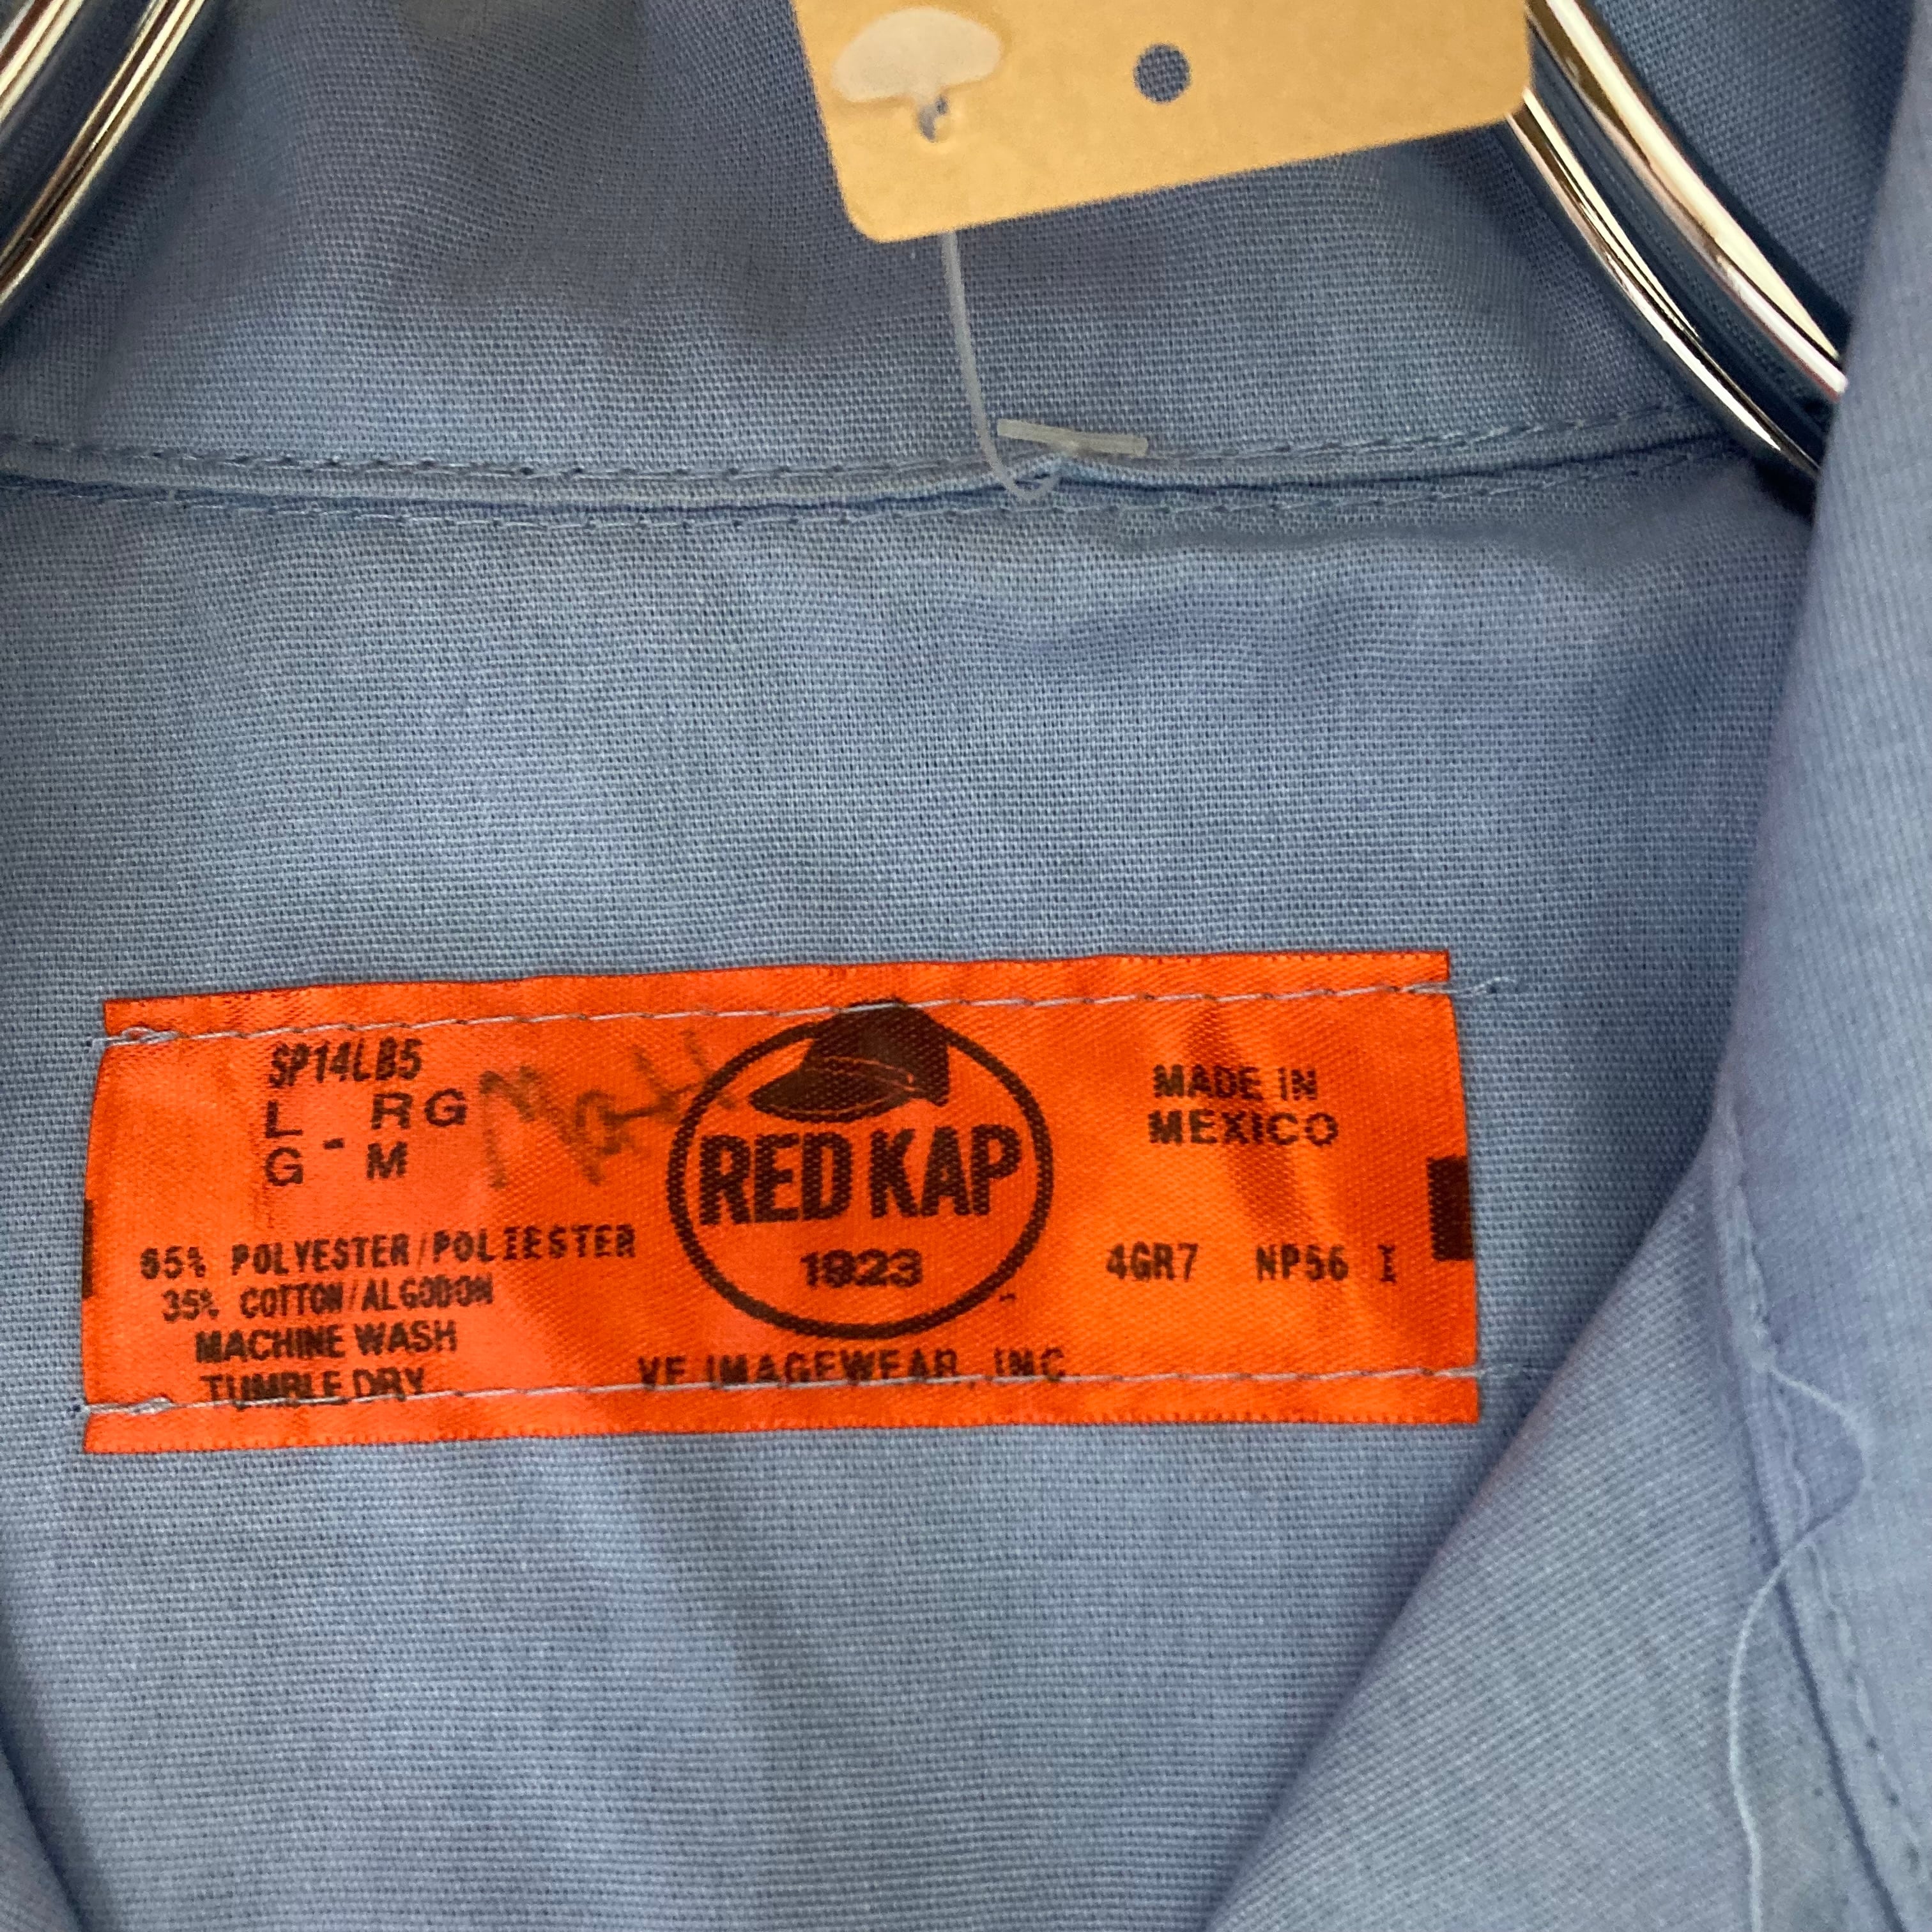 SP14LB5
L - RG
G M
Matt
65% POLYESTER/POLIESTER
35% COTTON/ALGODON
MACHINE WASH
TUMBLE DRY
RED KAP
1923
VF IMAGEWEAR, INC
MADE IN
MEXICO
4GR7 NP56 I